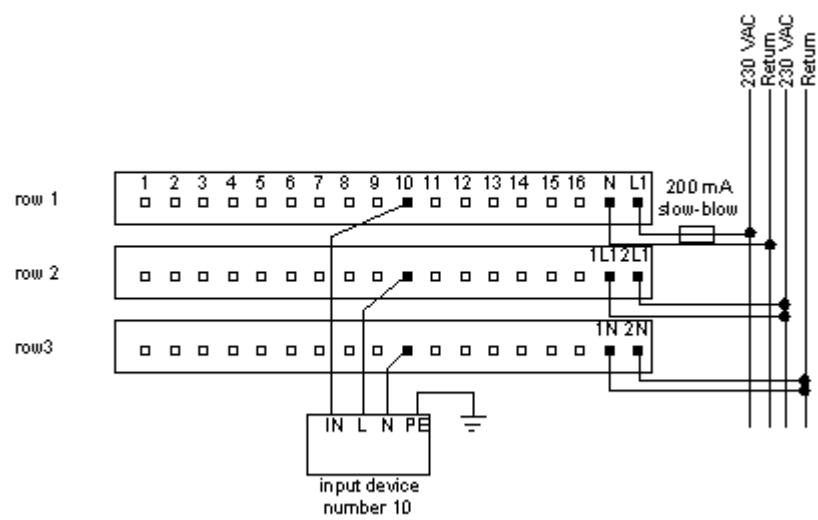 230 VAC
Return
230 VAC
Return
1 2 3 4 5 6 7 8 9 10 11 12 13 14 15 16 N L1
200 mA
slow-blow
row 1
1L1 2L1
row 2
1N 2N
row3
IN L N PE
input device
number 10